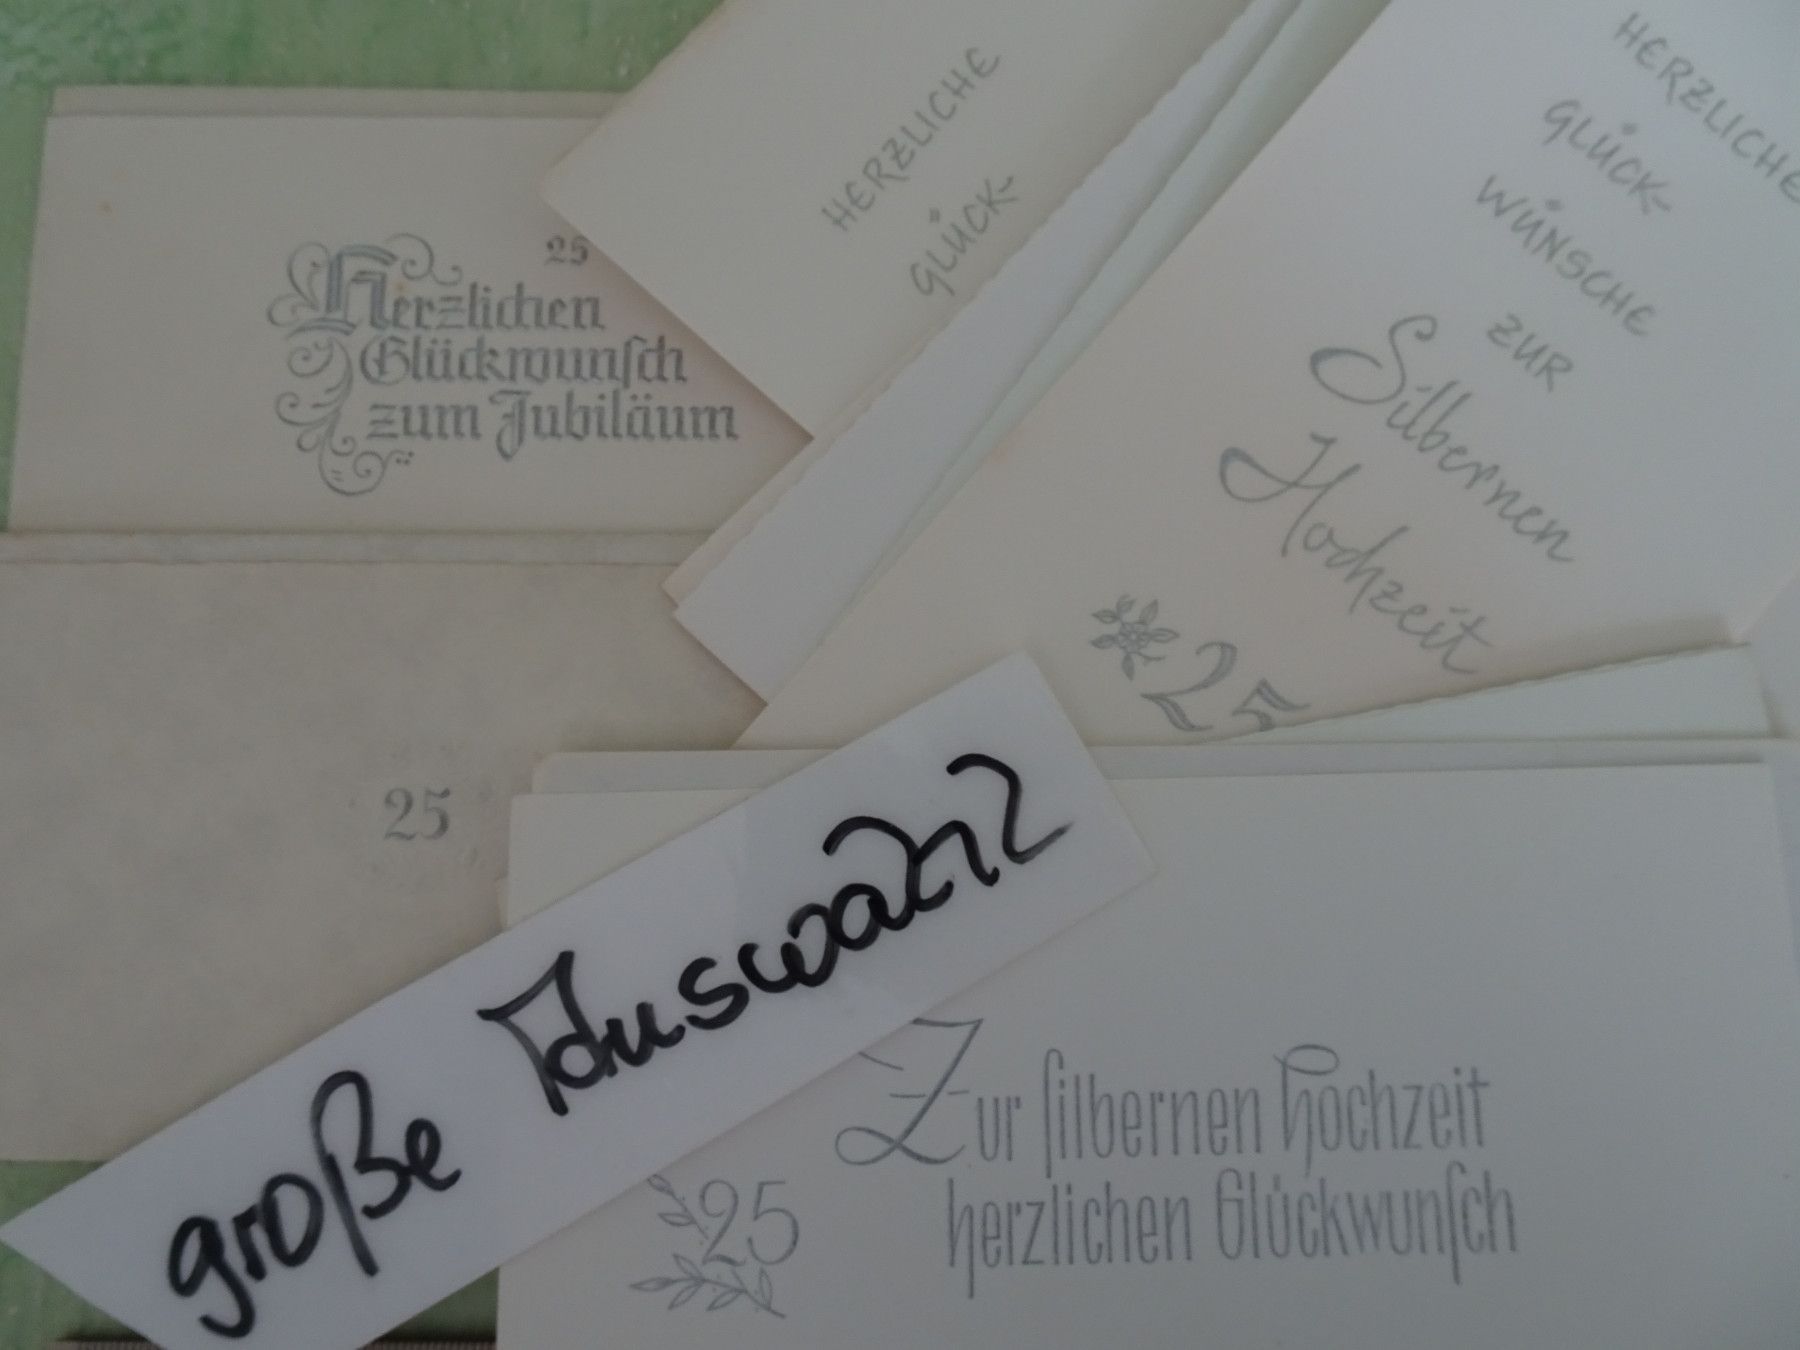 25
Herzlichen
Glückwunſch
zum Jubiläum
HERZLICHE
GLÜCK-
HERZLICHE
GLÜCK-
WÜNSCHE
ZUR
Silbernen
Hochzeit
25
25
große Auswahl
Zur ſilbernen Hochzeit
herzlichen Glückwunſch
25